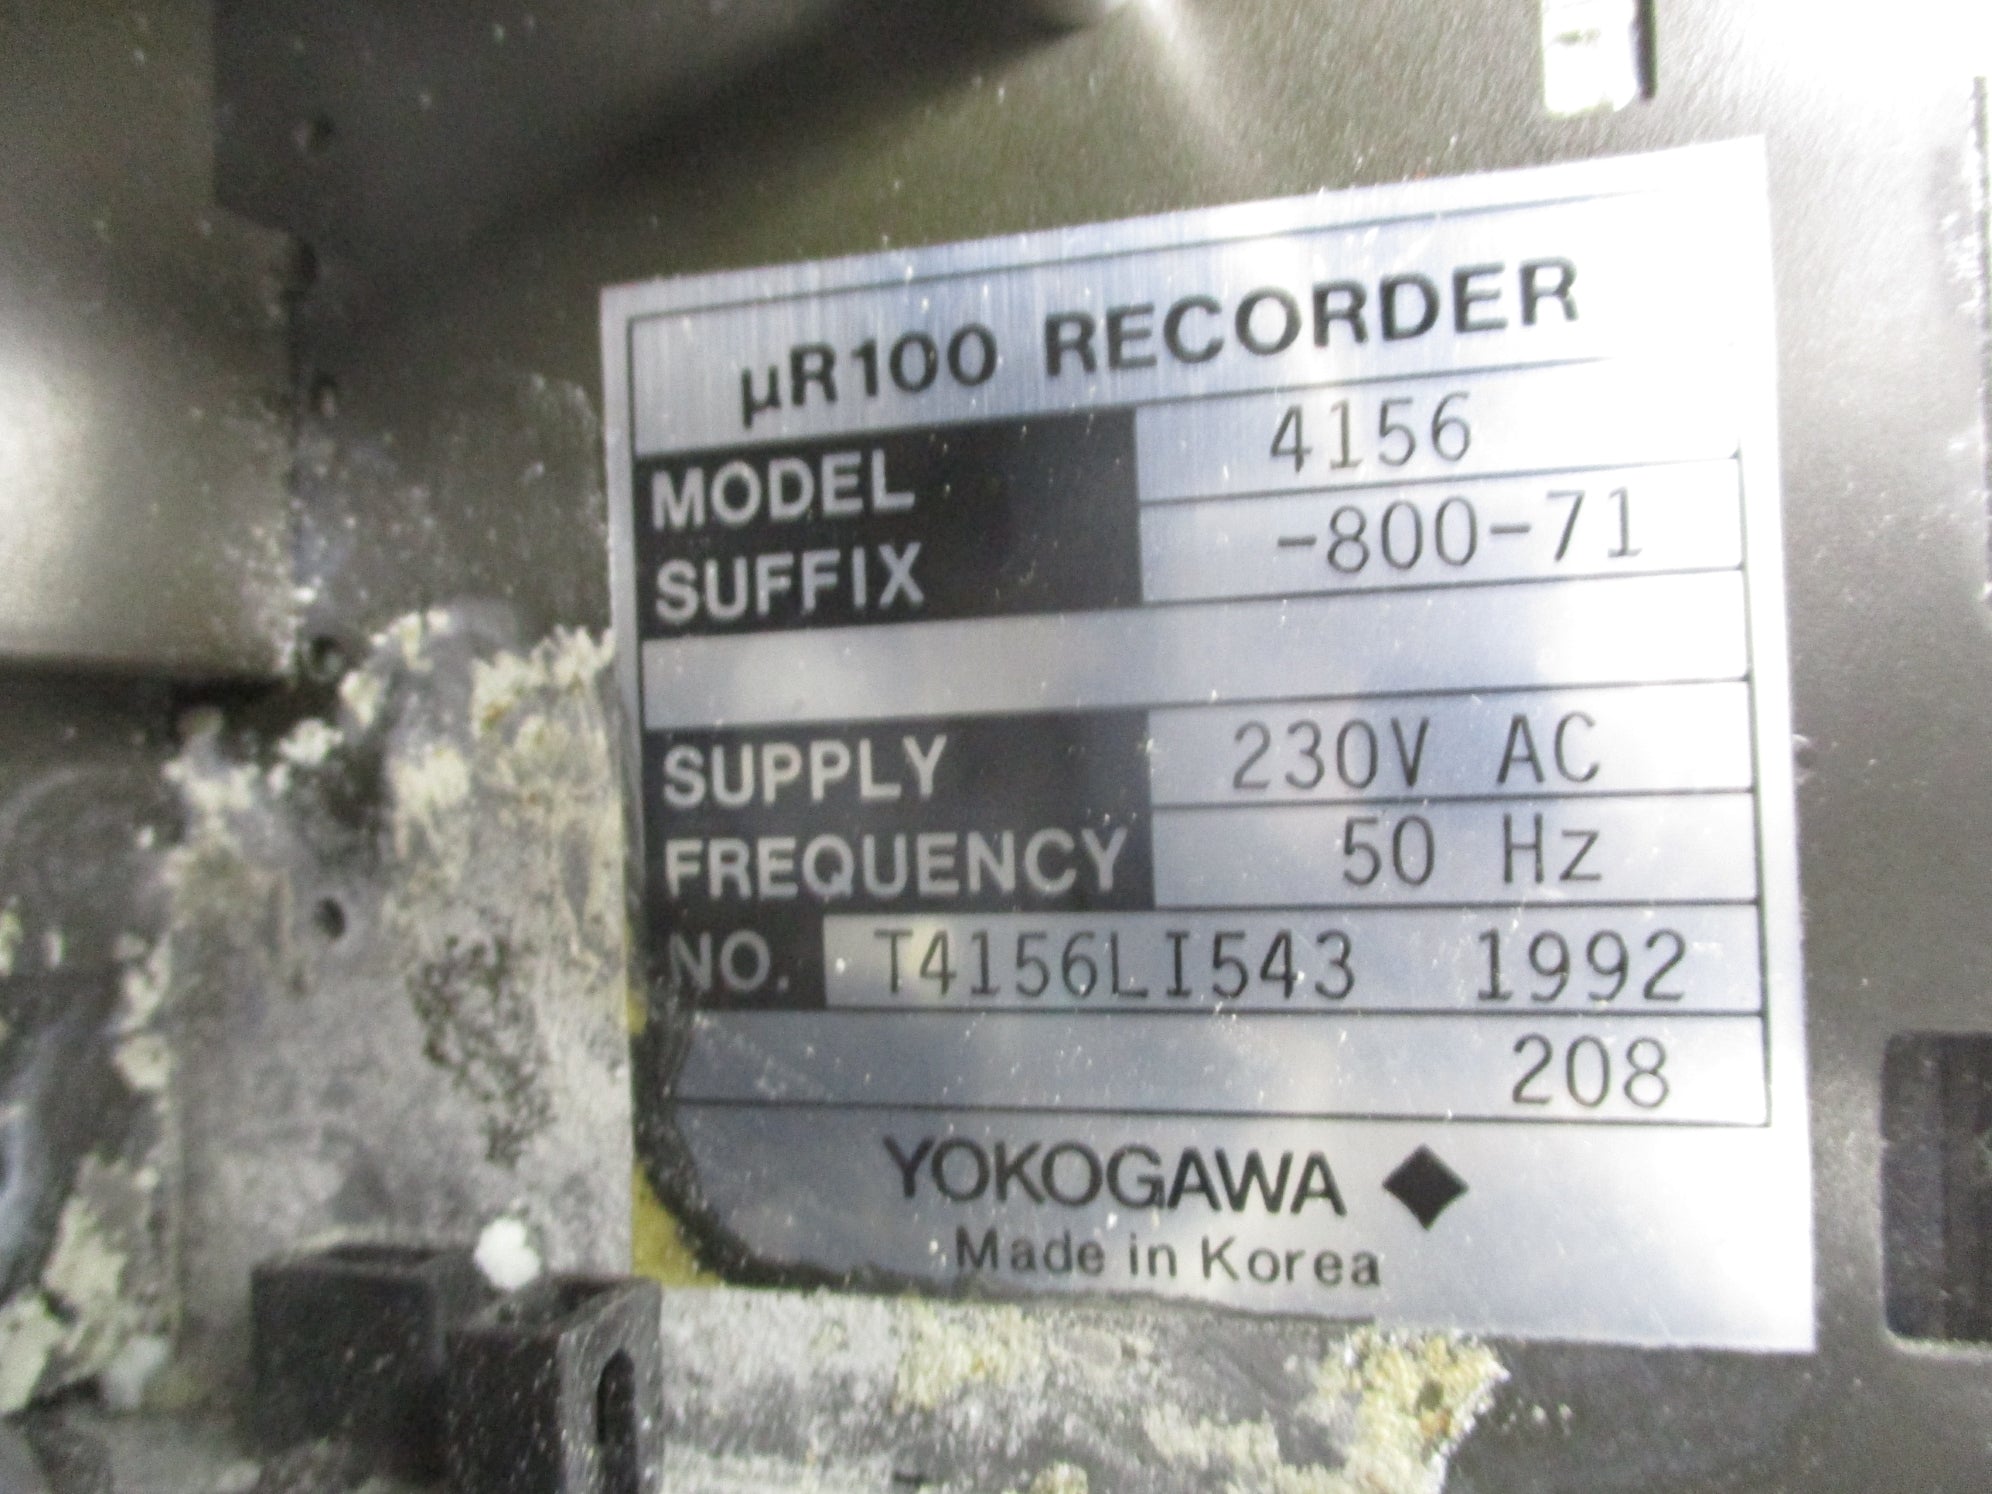 µR100 RECORDER
MODEL 4156
SUFFIX -800-71
SUPPLY 230V AC
FREQUENCY 50 Hz
NO. T4156LI543 1992
208
YOKOGAWA
Made in Korea